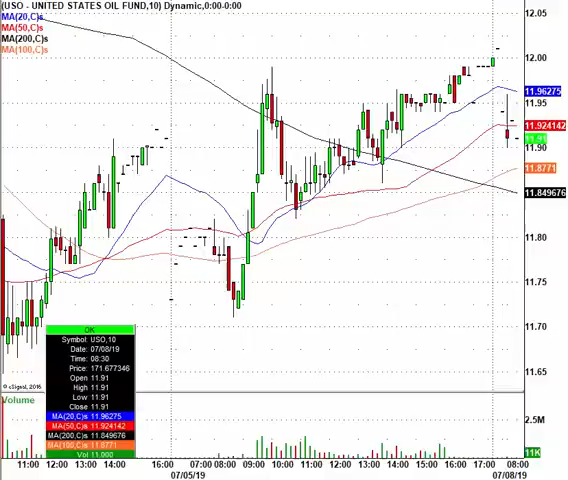 (USO - UNITED STATES OIL FUND,10) Dynamic,0:00-0:00
MA(20,C)s
MA(50,C)s
MA(200,C)s
MA(100,C)s
12.05
12.00
11.96275
11.95
11.924142
11.91
11.90
11.8771
11.849676
11.80
11.75
11.70
11.65
OK
Symbol: USO,10
Date: 07/08/19
Time: 08:30
Price: 171.677346
Open 11.91
High 11.91
Low 11.91
Close 11.91
MA(20,C)s 11.96275
MA(50,C)s 11.924142
MA(200,C)s 11.849676
MA(100,C)s 11.8771
Vol 11.000
© eSignal, 2016
Volume
2.5M
11K
11:00 12:00 13:00 14:00 16:00 07:00 08:00 09:00 10:00 11:00 12:00 13:00 14:00 15:00 16:00 17:00 08:00
07/05/19 07/08/19